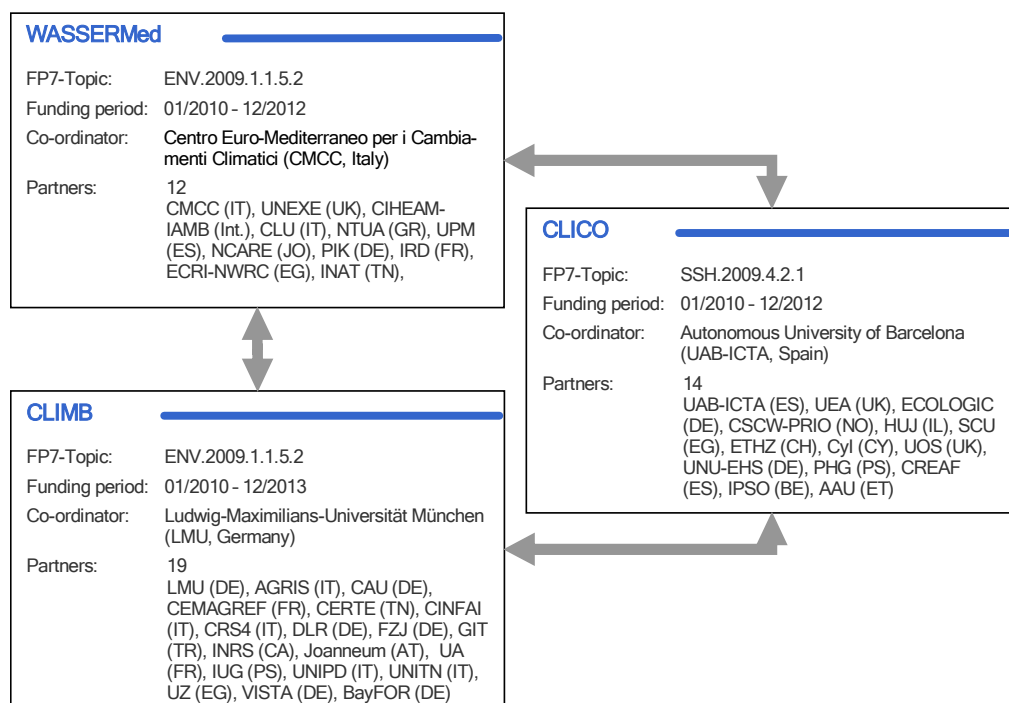 WASSERMed
FP7-Topic: ENV.2009.1.1.5.2
Funding period: 01/2010 - 12/2012
Co-ordinator: Centro Euro-Mediterraneo per i Cambia-
menti Climatici (CMCC, Italy)
Partners: 12
CMCC (IT), UNEXE (UK), CIHEAM-
IAMB (Int.), CLU (IT), NTUA (GR), UPM
(ES), NCARE (JO), PIK (DE), IRD (FR),
ECRI-NWRC (EG), INAT (TN),
CLICO
FP7-Topic: SSH.2009.4.2.1
Funding period: 01/2010 - 12/2012
Co-ordinator: Autonomous University of Barcelona
(UAB-ICTA, Spain)
Partners: 14
UAB-ICTA (ES), UEA (UK), ECOLOGIC
(DE), CSCW-PRIO (NO), HUJ (IL), SCU
(EG), ETHZ (CH), CyI (CY), UOS (UK),
UNU-EHS (DE), PHG (PS), CREAF
(ES), IPSO (BE), AAU (ET)
CLIMB
FP7-Topic: ENV.2009.1.1.5.2
Funding period: 01/2010 - 12/2013
Co-ordinator: Ludwig-Maximilians-Universität München
(LMU, Germany)
Partners: 19
LMU (DE), AGRIS (IT), CAU (DE),
CEMAGREF (FR), CERTE (TN), CINFAI
(IT), CRS4 (IT), DLR (DE), FZJ (DE), GIT
(TR), INRS (CA), Joanneum (AT), UA
(FR), IUG (PS), UNIPD (IT), UNITN (IT),
UZ (EG), VISTA (DE), BayFOR (DE)